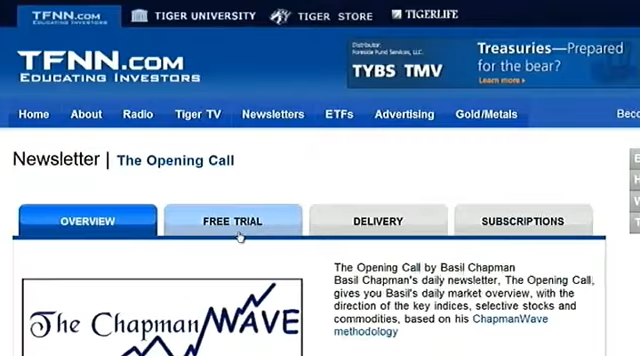 TFNN.COM
TIGER UNIVERSITY
TIGER STORE
TIGERLIFE
TFNN.COM
EDUCATING INVESTORS
Distributor:
Foreside Fund Services, LLC.
TYBS TMV
Treasuries—Prepared
for the bear?
Learn more
Home About Radio Tiger TV Newsletters ETFs Advertising Gold/Metals Beco
Newsletter | The Opening Call
OVERVIEW FREE TRIAL DELIVERY SUBSCRIPTIONS
The Chapman WAVE
The Opening Call by Basil Chapman
Basil Chapman's daily newsletter, The Opening Call,
gives you Basil's daily market overview, with the
direction of the key indices, selective stocks and
commodities, based on his ChapmanWave
methodology